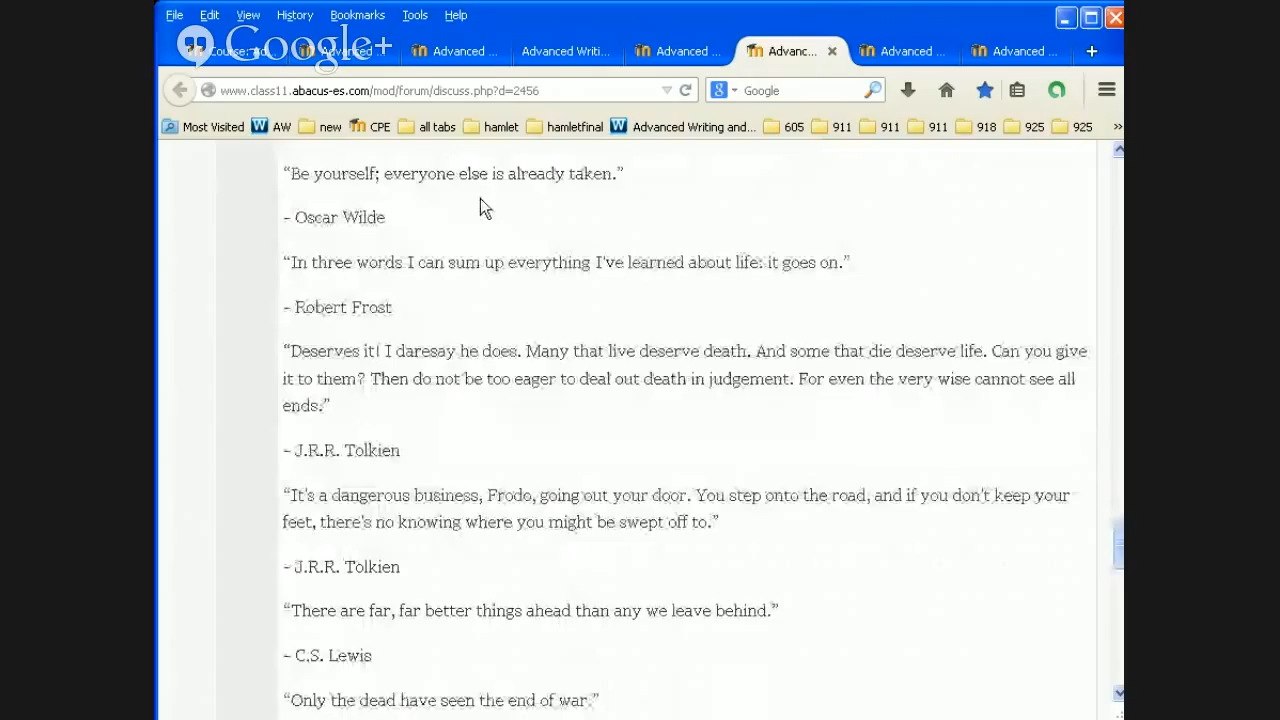 File Edit View History Bookmarks Tools Help
Google+
Advanced ... Advanced Writi... Advanced ... Advanc... Advanced ... Advanced ...
www.class11.abacus-es.com/mod/forum/discuss.php?d=2456 Google
Most Visited AW new CPE all tabs hamlet hamletfinal Advanced Writing and... 605 911 911 911 918 925 925 »
“Be yourself; everyone else is already taken.”
- Oscar Wilde
“In three words I can sum up everything I've learned about life: it goes on.”
- Robert Frost
“Deserves it! I daresay he does. Many that live deserve death. And some that die deserve life. Can you give
it to them? Then do not be too eager to deal out death in judgement. For even the very wise cannot see all
ends.”
- J.R.R. Tolkien
“It's a dangerous business, Frodo, going out your door. You step onto the road, and if you don't keep your
feet, there's no knowing where you might be swept off to.”
- J.R.R. Tolkien
“There are far, far better things ahead than any we leave behind.”
- C.S. Lewis
“Only the dead have seen the end of war.”